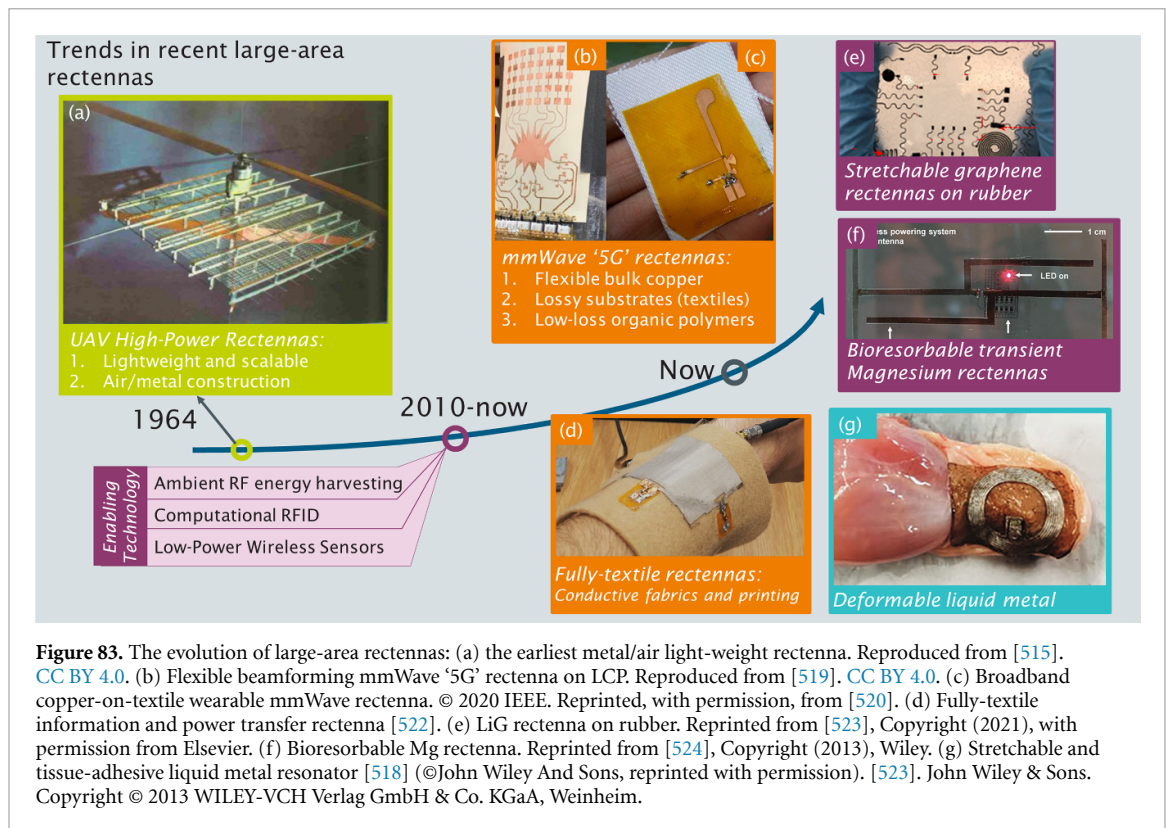 Trends in recent large-area
rectennas
(a)
UAV High-Power Rectennas:
1. Lightweight and scalable
2. Air/metal construction
1964
2010-now
Now
Enabling
Technology
Ambient RF energy harvesting
Computational RFID
Low-Power Wireless Sensors
(b)
(c)
mmWave ‘5G’ rectennas:
1. Flexible bulk copper
2. Lossy substrates (textiles)
3. Low-loss organic polymers
(d)
Fully-textile rectennas:
Conductive fabrics and printing
(e)
Stretchable graphene
rectennas on rubber
(f)
ess powering system
ntenna
1 cm
LED on
Bioresorbable transient
Magnesium rectennas
(g)
Deformable liquid metal
Figure 83. The evolution of large-area rectennas: (a) the earliest metal/air light-weight rectenna. Reproduced from [515].
CC BY 4.0. (b) Flexible beamforming mmWave ‘5G’ rectenna on LCP. Reproduced from [519]. CC BY 4.0. (c) Broadband
copper-on-textile wearable mmWave rectenna. © 2020 IEEE. Reprinted, with permission, from [520]. (d) Fully-textile
information and power transfer rectenna [522]. (e) LiG rectenna on rubber. Reprinted from [523], Copyright (2021), with
permission from Elsevier. (f) Bioresorbable Mg rectenna. Reprinted from [524], Copyright (2013), Wiley. (g) Stretchable and
tissue-adhesive liquid metal resonator [518] (©John Wiley And Sons, reprinted with permission). [523]. John Wiley & Sons.
Copyright © 2013 WILEY-VCH Verlag GmbH & Co. KGaA, Weinheim.